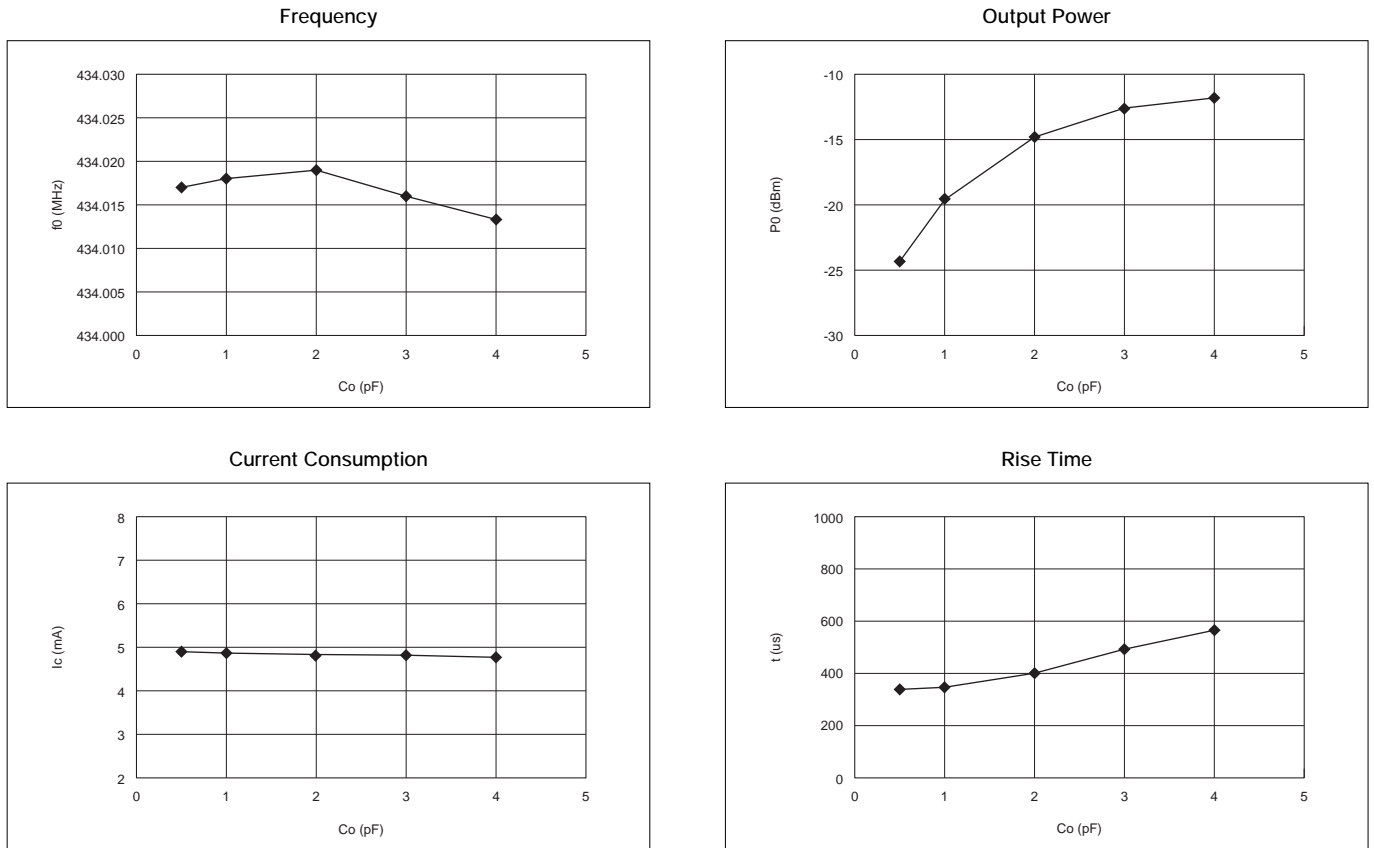 Frequency
434.030
434.025
434.020
434.015
434.010
434.005
434.000
f0 (MHz)
0 1 2 3 4 5
Co (pF)
Output Power
-10
-15
-20
-25
-30
P0 (dBm)
0 1 2 3 4 5
Co (pF)
Current Consumption
8
7
6
5
4
3
2
Ic (mA)
0 1 2 3 4 5
Co (pF)
Rise Time
1000
800
600
400
200
0
t (us)
0 1 2 3 4 5
Co (pF)